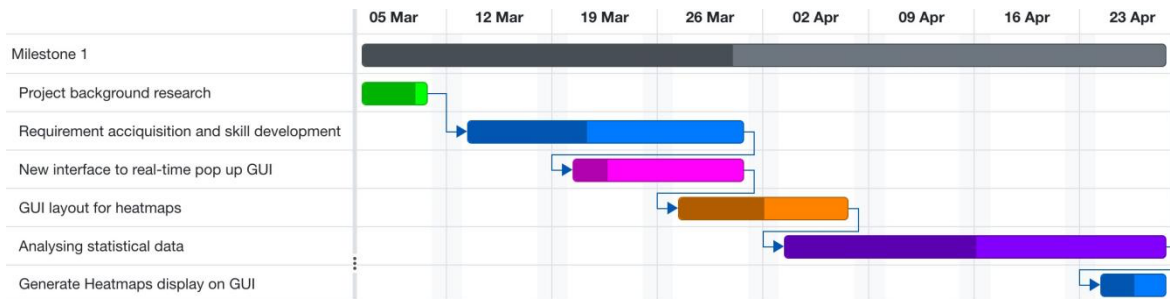 05 Mar 12 Mar 19 Mar 26 Mar 02 Apr 09 Apr 16 Apr 23 Apr
Milestone 1
Project background research
Requirement acciquisition and skill development
New interface to real-time pop up GUI
GUI layout for heatmaps
Analysing statistical data
Generate Heatmaps display on GUI